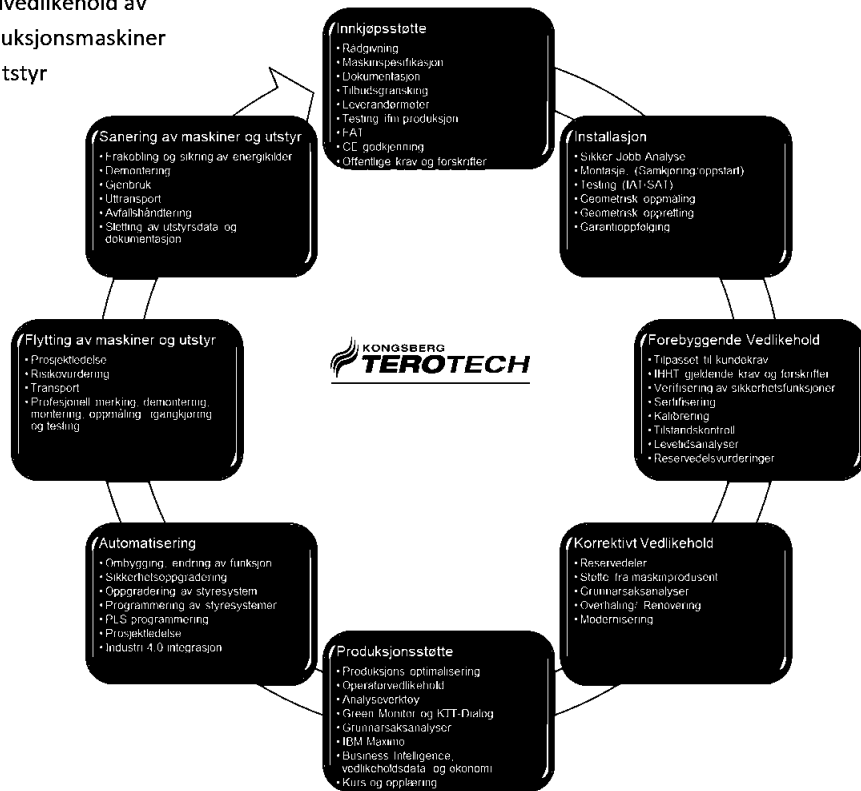 vedlikehold av
uksjonsmaskiner
tstyr
Innkjøpsstøtte
• Rådgivning
• Maskinspesifikasjon
• Dokumentasjon
• Tilbudsgransking
• Leverandørmøter
• Testing ifm produksjon
• FAT
• CE godkjenning
• Offentlige krav og forskrifter
Installasjon
• Sikker Jobb Analyse
• Montasje, (Samkjøring/oppstart)
• Testing (IAT-SAT)
• Geometrisk oppmåling
• Geometrisk oppretting
• Garantioppfølging
Forebyggende Vedlikehold
• Tilpasset til kundekrav
• IHHT gjeldende krav og forskrifter
• Verifisering av sikkerhetsfunksjoner
• Sertifisering
• Kalibrering
• Tilstandskontroll
• Levetidsanalyser
• Reservedelsvurderinger
Korrektivt Vedlikehold
• Reservedeler
• Støtte fra maskinprodusent
• Grunnårsaksanalyser
• Overhaling/ Renovering
• Modernisering
Produksjonsstøtte
• Produksjons optimalisering
• Operatørvedlikehold
• Analyseverktøy
• Green Monitor og KTT-Dialog
• Grunnårsaksanalyser
• IBM Maximo
• Business Intelligence,
vedlikeholdsdata og økonomi
• Kurs og opplæring
Automatisering
• Ombygging, endring av funksjon
• Sikkerhetsoppgradering
• Oppgradering av styresystem
• Programmering av styresystemer
• PLS programmering
• Prosjektledelse
• Industri 4.0 integrasjon
Flytting av maskiner og utstyr
• Prosjektledelse
• Risikovurdering
• Transport
• Profesjonell merking, demontering,
montering, oppmåling igangkjøring
og testing
Sanering av maskiner og utstyr
• Frakobling og sikring av energikilder
• Demontering
• Gjenbruk
• Uttransport
• Avfallshåndtering
• Sletting av utstyrsdata og
dokumentasjon
KONGSBERG
TEROTECH